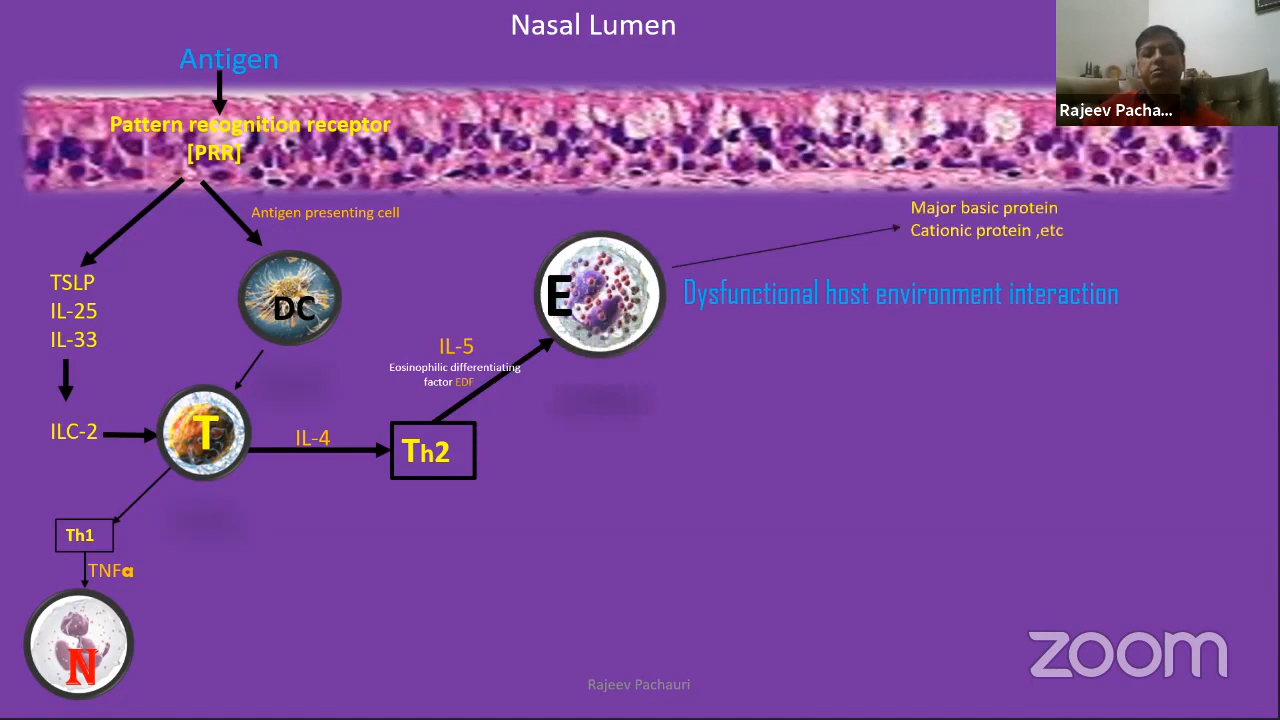 Nasal Lumen
Antigen
Rajeev Pacha...
Pattern recognition receptor
[PRR]
Antigen presenting cell
Major basic protein
Cationic protein ,etc
TSLP
IL-25
IL-33
DC
E
Dysfunctional host environment interaction
IL-5
Eosinophilic differentiating
factor EDF
ILC-2
T
IL-4
Th2
Th1
TNFα
N
zoom
Rajeev Pachauri